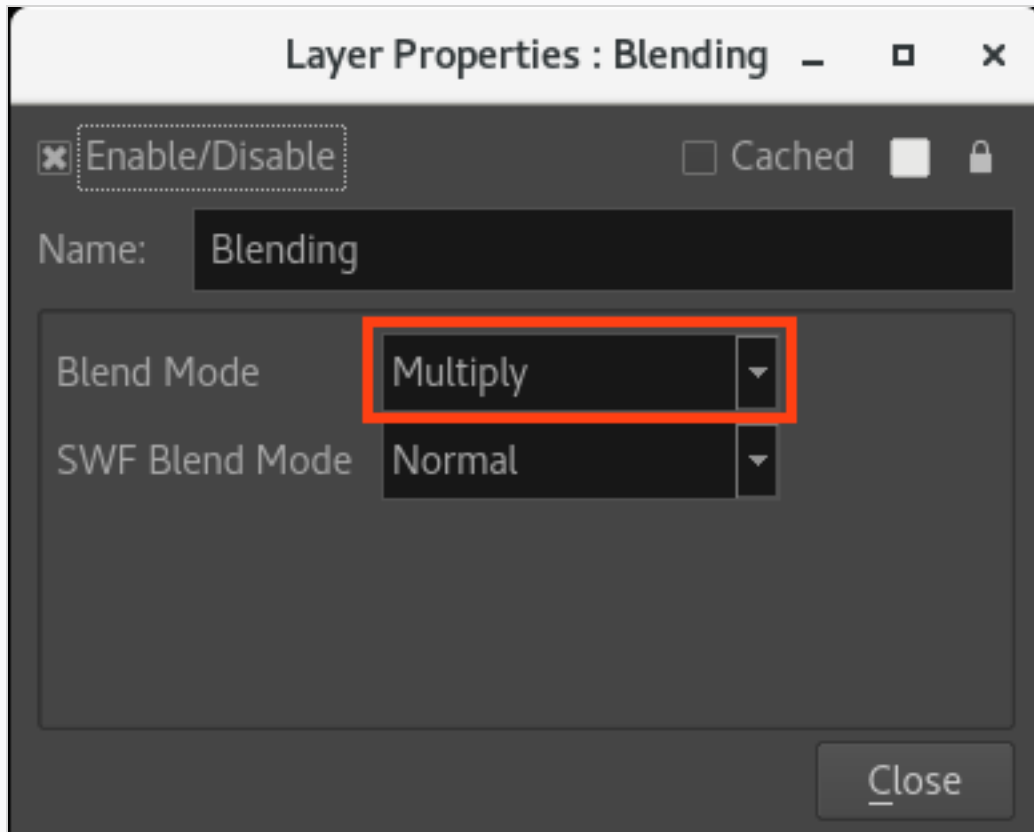 Layer Properties : Blending
Enable/Disable Cached
Name: Blending
Blend Mode Multiply
SWF Blend Mode Normal
Close